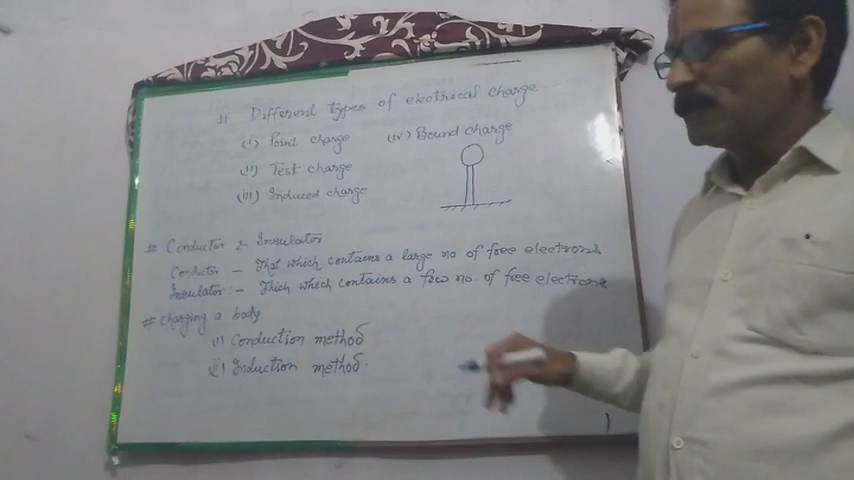 11 Different types of electrical charge
(i) Point charge (iv) Bound charge
(ii) Test charge
(iii) Induced charge
# Conductor & Insulator
Conductor – That which contains a large no of free electrons
Insulator :– Thich which contains a few no. of free electrons
# Charging a body
(i) Conduction method
(ii) Induction method.